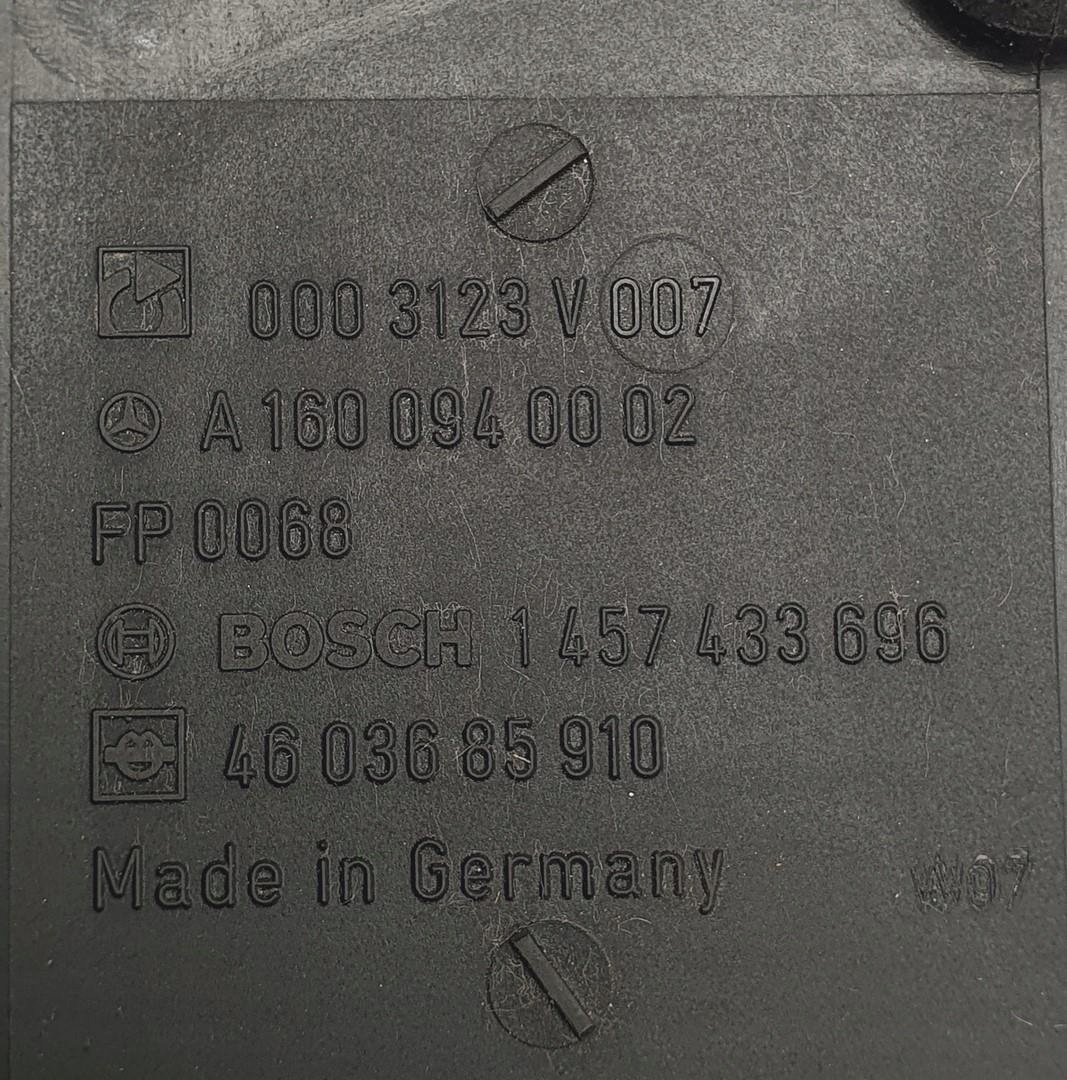 000 3123 V 007
A 160 094 00 02
FP 0068
BOSCH 1 457 433 696
46 036 85 910
Made in Germany
W07